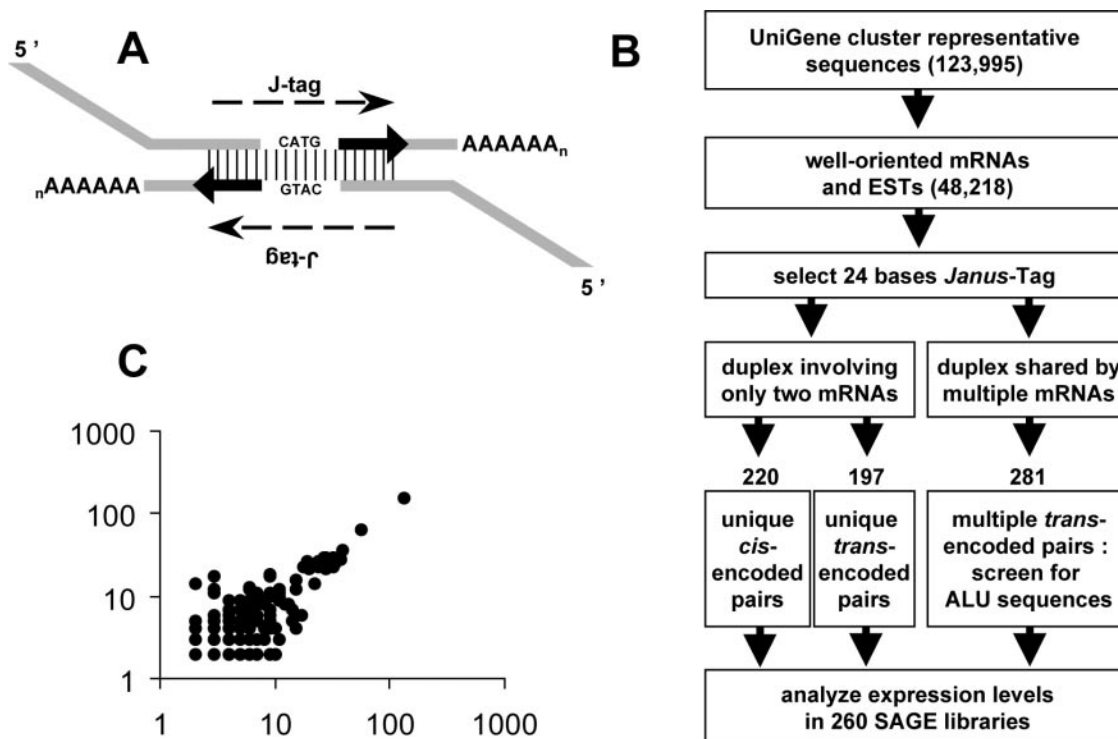 A
5 '
J-tag
CATG
AAAAAAn
nAAAAAA
GTAC
J-tag
5 '
B
UniGene cluster representative
sequences (123,995)
well-oriented mRNAs
and ESTs (48,218)
select 24 bases Janus-Tag
duplex involving
only two mRNAs
duplex shared by
multiple mRNAs
220
197
281
unique
cis-
encoded
pairs
unique
trans-
encoded
pairs
multiple trans-
encoded pairs :
screen for
ALU sequences
analyze expression levels
in 260 SAGE libraries
C
1000
100
10
1
1
10
100
1000